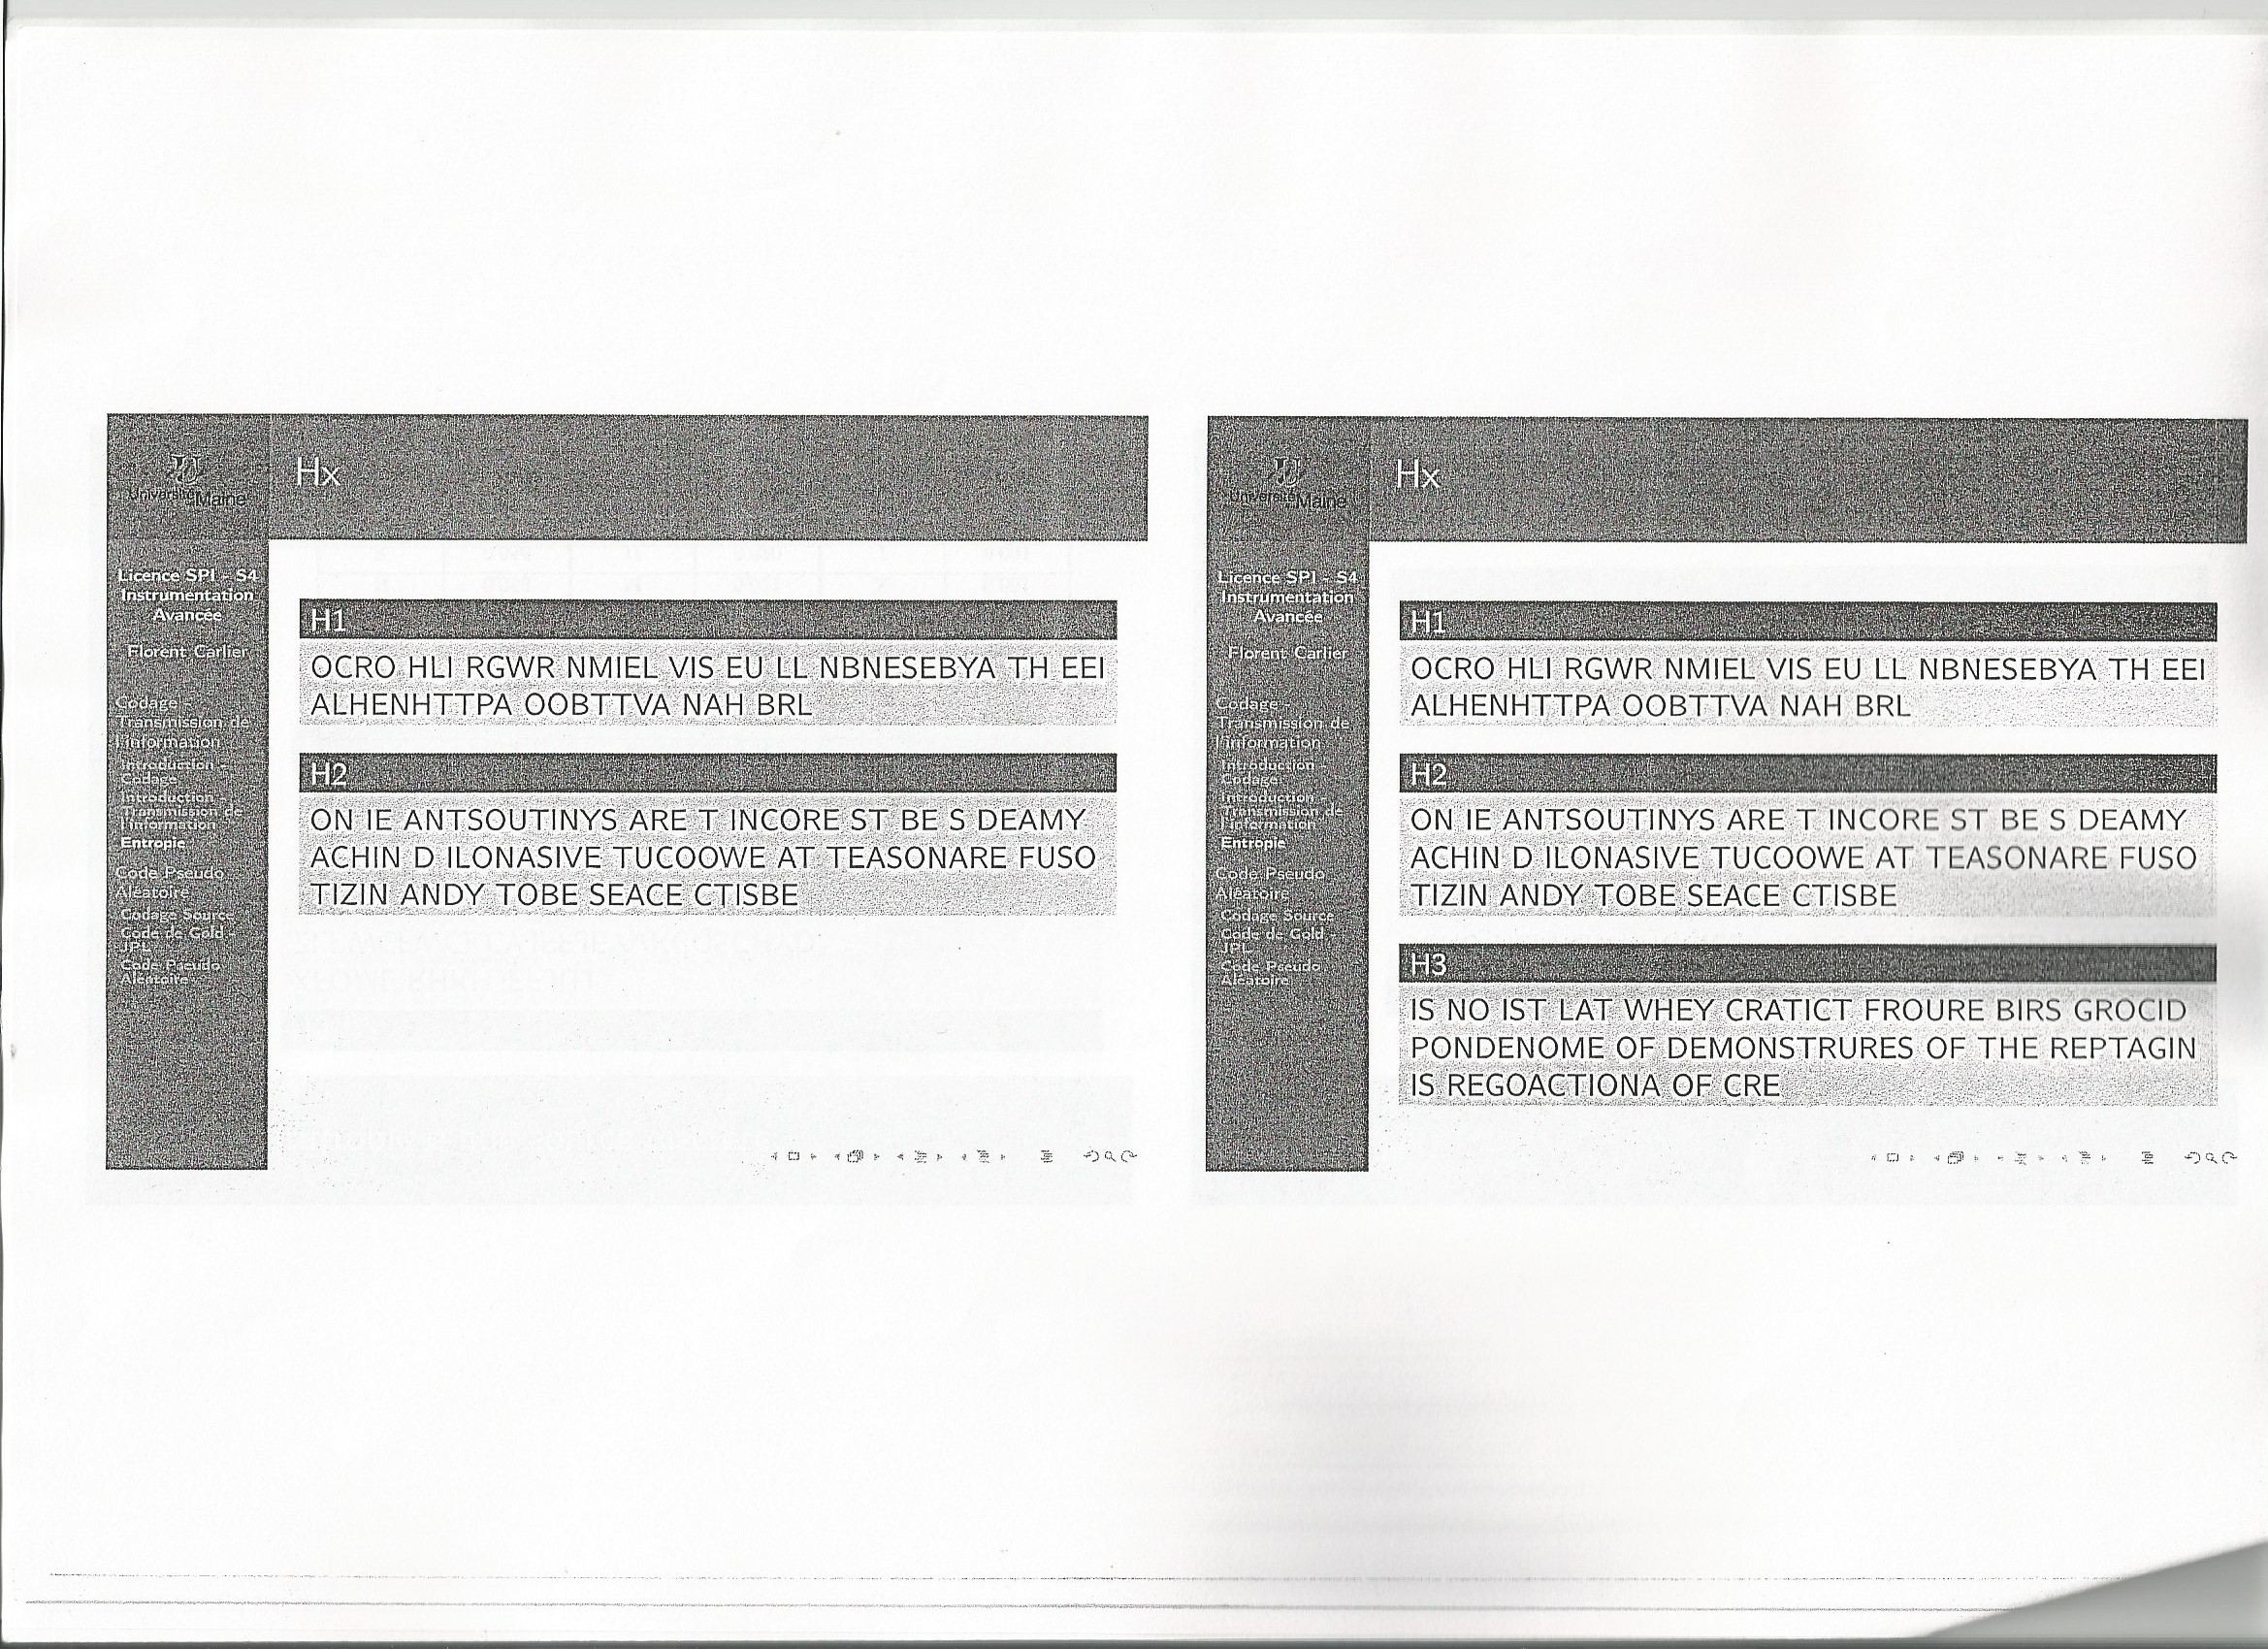 Université du Maine
Hx
Licence SPI - S4
Instrumentation
Avancée
Florent Carlier
Codage -
Transmission de
l'information
Introduction -
Codage
Introduction -
Transmission de
l'Information
Entropie
Code Pseudo
Aléatoire
Codage Source
Code de Gold -
JPL
Code Pseudo
Aléatoire
H1
OCRO HLI RGWR NMIEL VIS EU LL NBNESEBYA TH EEI
ALHENHTTPA OOBTTVA NAH BRL
H2
ON IE ANTSOUTINYS ARE T INCORE ST BE S DEAMY
ACHIN D ILONASIVE TUCOOWE AT TEASONARE FUSO
TIZIN ANDY TOBE SEACE CTISBE
Université du Maine
Hx
Licence SPI - S4
Instrumentation
Avancée
Florent Carlier
Codage -
Transmission de
l'information
Introduction -
Codage
Introduction -
Transmission de
l'Information
Entropie
Code Pseudo
Aléatoire
Codage Source
Code de Gold -
JPL
Code Pseudo
Aléatoire
H1
OCRO HLI RGWR NMIEL VIS EU LL NBNESEBYA TH EEI
ALHENHTTPA OOBTTVA NAH BRL
H2
ON IE ANTSOUTINYS ARE T INCORE ST BE S DEAMY
ACHIN D ILONASIVE TUCOOWE AT TEASONARE FUSO
TIZIN ANDY TOBE SEACE CTISBE
H3
IS NO IST LAT WHEY CRATICT FROURE BIRS GROCID
PONDENOME OF DEMONSTRURES OF THE REPTAGIN
IS REGOACTIONA OF CRE